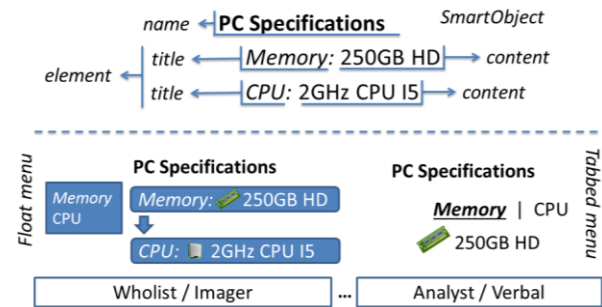 name PC Specifications SmartObject
title Memory: 250GB HD content
element
title CPU: 2GHz CPU I5 content
Float menu
PC Specifications
Memory
CPU
Memory: 250GB HD
CPU: 2GHz CPU I5
PC Specifications
Memory | CPU
250GB HD
Tabbed menu
Wholist / Imager ... Analyst / Verbal